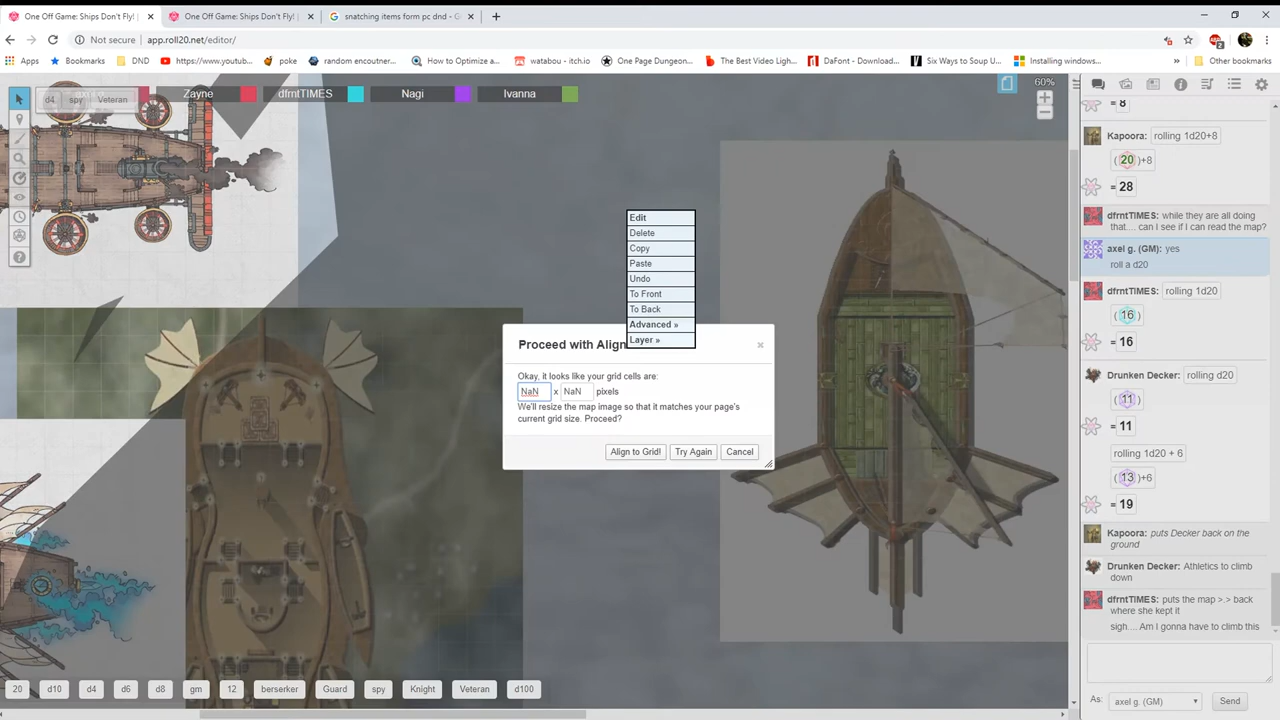 One Off Game: Ships Don't Fly! |
One Off Game: Ships Don't Fly! |
snatching items form pc dnd - G
Not secure app.roll20.net/editor/
Apps
Bookmarks
DND
https://www.youtub...
poke
random encoutner...
How to Optimize a...
watabou - itch.io
One Page Dungeon...
The Best Video Ligh...
DaFont - Download...
Six Ways to Soup U...
Installing windows...
Other bookmarks
d4 spy Veteran
Zayne
dfrntTIMES
Nagi
Ivanna
60%
Edit
Delete
Copy
Paste
Undo
To Front
To Back
Advanced »
Layer »
Proceed with Align
Okay, it looks like your grid cells are:
NaN x NaN pixels
We'll resize the map image so that it matches your page's
current grid size. Proceed?
Align to Grid! Try Again Cancel
= 8
Kapoora: rolling 1d20+8
(20)+8
= 28
dfrntTIMES: while they are all doing
that.... can I see if I can read the map?
axel g. (GM): yes
roll a d20
dfrntTIMES: rolling 1d20
(16)
= 16
Drunken Decker: rolling d20
(11)
= 11
rolling 1d20 + 6
(13)+6
= 19
Kapoora: puts Decker back on the
ground
Drunken Decker: Athletics to climb
down
dfrntTIMES: puts the map >.> back
where she kept it
sigh.... Am I gonna have to climb this
As: axel g. (GM) Send
20 d10 d4 d6 d8 gm 12 berserker Guard spy Knight Veteran d100